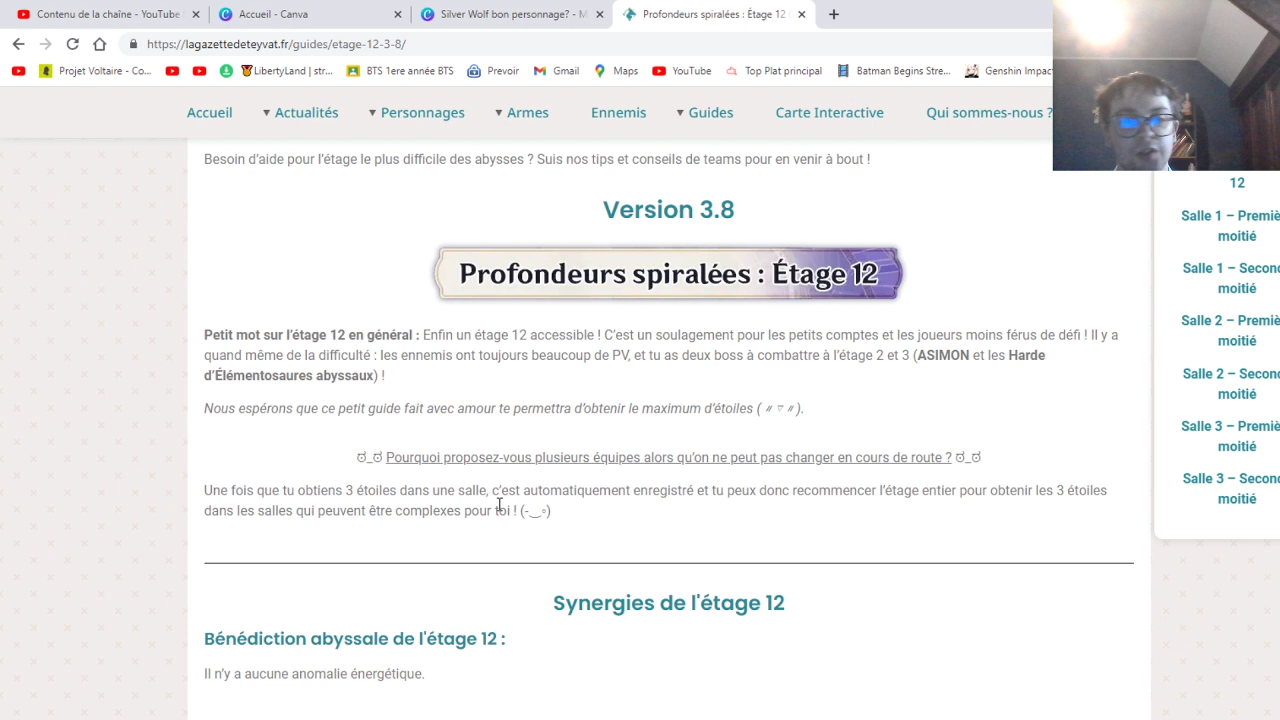 Contenu de la chaîne - YouTube
Accueil - Canva
Silver Wolf bon personnage? - M
Profondeurs spiralées : Étage 12
https://lagazettedeteyvat.fr/guides/etage-12-3-8/
Projet Voltaire - Co...
LibertyLand | str...
BTS 1ere année BTS
Prevoir
Gmail
Maps
YouTube
Top Plat principal
Batman Begins Stre...
Genshin Impac
Accueil
Actualités
Personnages
Armes
Ennemis
Guides
Carte Interactive
Qui sommes-nous ?
Besoin d'aide pour l'étage le plus difficile des abysses ? Suis nos tips et conseils de teams pour en venir à bout !
Version 3.8
Profondeurs spiralées : Étage 12
Petit mot sur l'étage 12 en général : Enfin un étage 12 accessible ! C'est un soulagement pour les petits comptes et les joueurs moins férus de défi ! Il y a
quand même de la difficulté : les ennemis ont toujours beaucoup de PV, et tu as deux boss à combattre à l'étage 2 et 3 (ASIMON et les Harde
d'Élémentosaures abyssaux) !
Nous espérons que ce petit guide fait avec amour te permettra d'obtenir le maximum d'étoiles (〃▽〃).
ಠ_ಠ Pourquoi proposez-vous plusieurs équipes alors qu'on ne peut pas changer en cours de route ? ಠ_ಠ
Une fois que tu obtiens 3 étoiles dans une salle, c'est automatiquement enregistré et tu peux donc recommencer l'étage entier pour obtenir les 3 étoiles
dans les salles qui peuvent être complexes pour toi ! (-‿◦)
Synergies de l'étage 12
Bénédiction abyssale de l'étage 12 :
Il n'y a aucune anomalie énergétique.
12
Salle 1 – Premiè
moitié
Salle 1 – Second
moitié
Salle 2 – Premiè
moitié
Salle 2 – Second
moitié
Salle 3 – Premiè
moitié
Salle 3 – Second
moitié